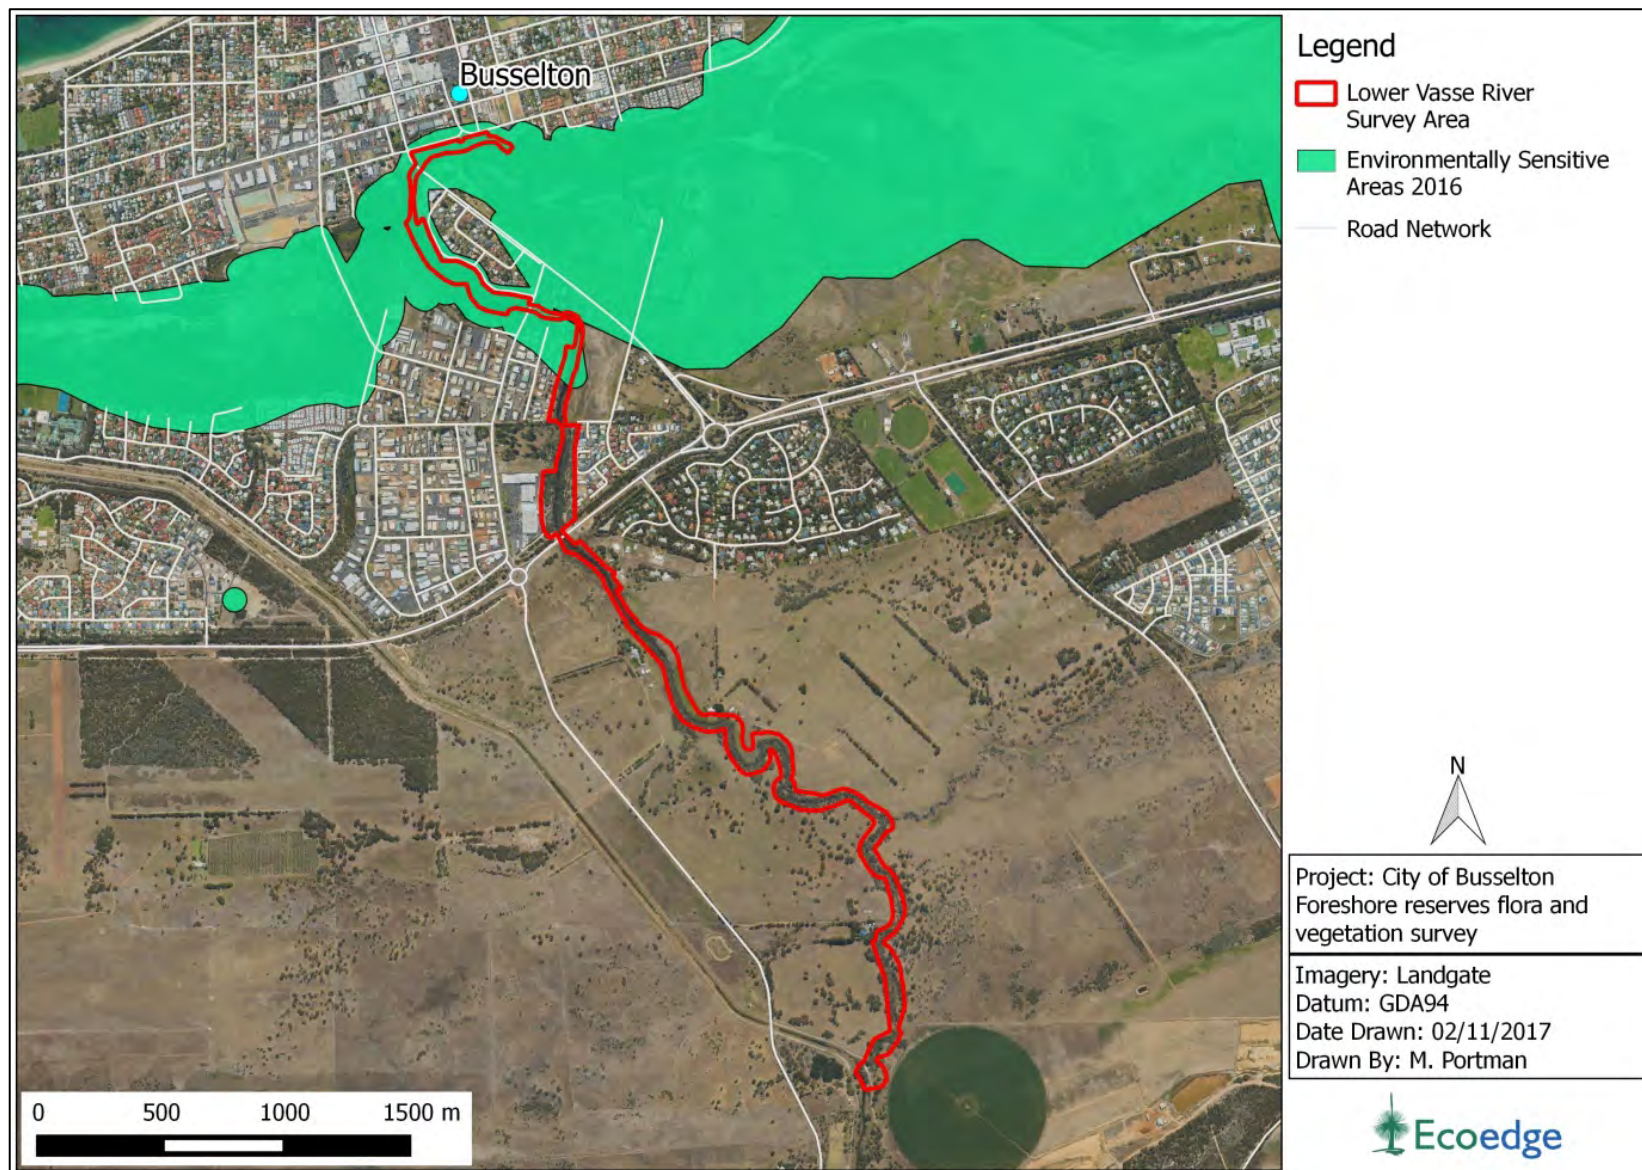 Busselton
Legend
Lower Vasse River
Survey Area
Environmentally Sensitive
Areas 2016
Road Network
N
Project: City of Busselton
Foreshore reserves flora and
vegetation survey
Imagery: Landgate
Datum: GDA94
Date Drawn: 02/11/2017
Drawn By: M. Portman
Ecoedge
0 500 1000 1500 m